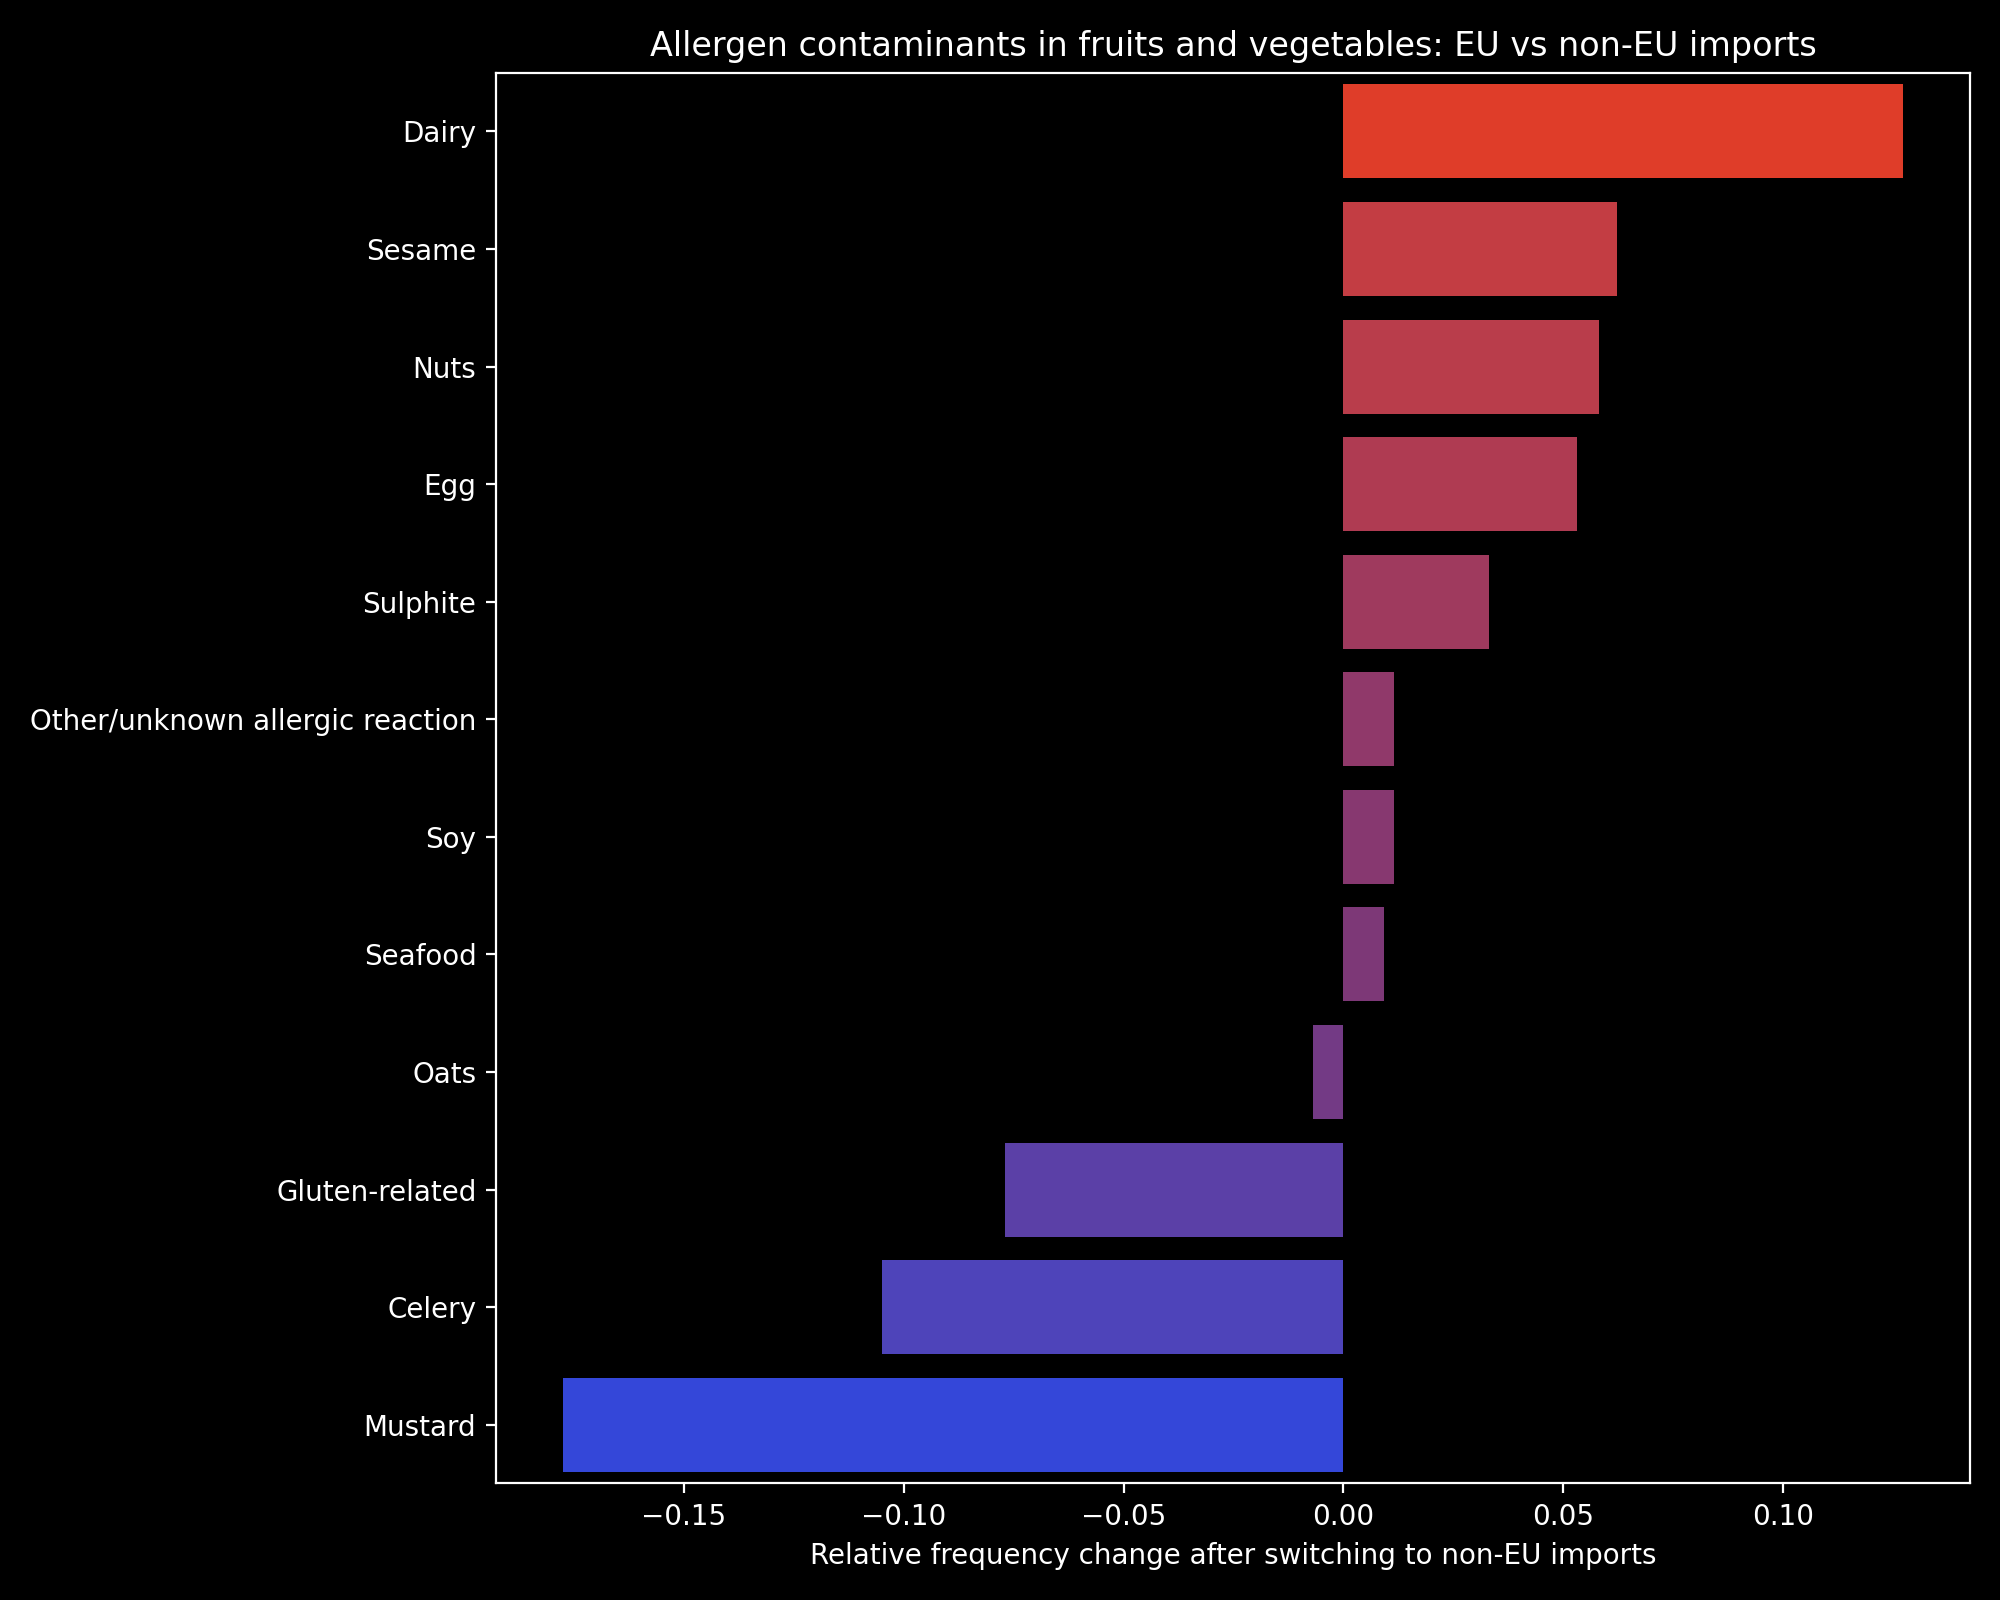 Allergen contaminants in fruits and vegetables: EU vs non-EU imports
Dairy
Sesame
Nuts
Egg
Sulphite
Other/unknown allergic reaction
Soy
Seafood
Oats
Gluten-related
Celery
Mustard
−0.15 −0.10 −0.05 0.00 0.05 0.10
Relative frequency change after switching to non-EU imports